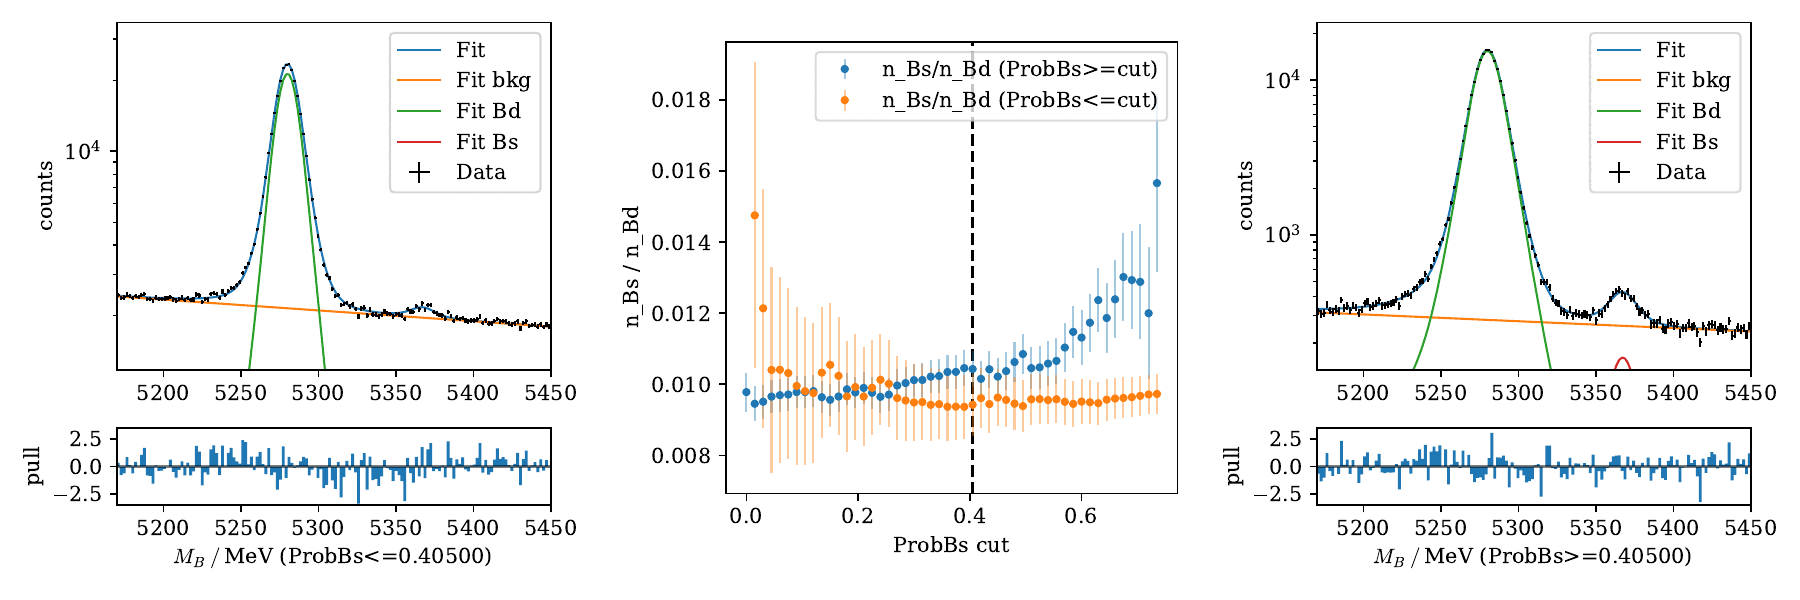 counts
10^4
Fit
Fit bkg
Fit Bd
Fit Bs
Data
5200 5250 5300 5350 5400 5450
pull
2.5
0.0
−2.5
5200 5250 5300 5350 5400 5450
M_B / MeV (ProbBs<=0.40500)
n_Bs / n_Bd
0.018
0.016
0.014
0.012
0.010
0.008
n_Bs/n_Bd (ProbBs>=cut)
n_Bs/n_Bd (ProbBs<=cut)
0.0 0.2 0.4 0.6
ProbBs cut
counts
10^4
10^3
Fit
Fit bkg
Fit Bd
Fit Bs
Data
5200 5250 5300 5350 5400 5450
pull
2.5
0.0
−2.5
5200 5250 5300 5350 5400 5450
M_B / MeV (ProbBs>=0.40500)